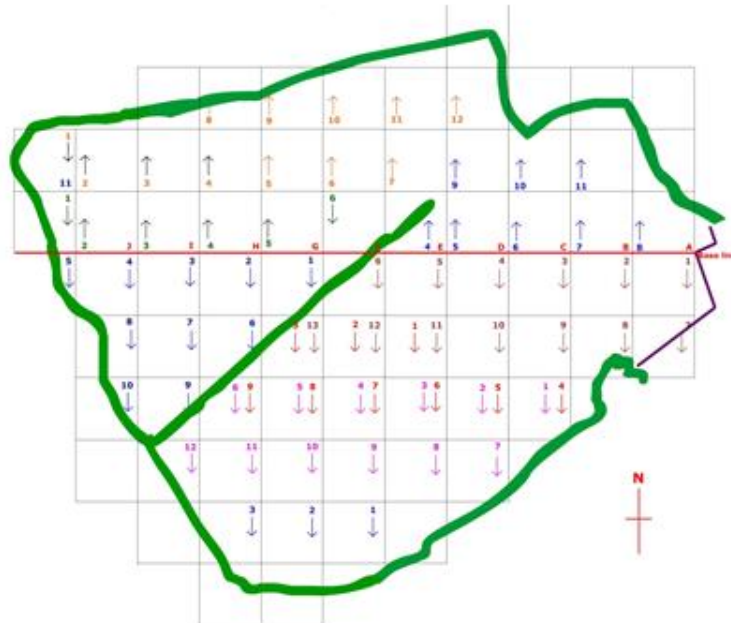 8 9 10 11 12
1
11 2 3 4 5 6 7 9 10 11
1 6
2 3 4 5 4 5 6 7 8
J I H G E D C B A Base
5 4 3 2 1 6 5 4 3 2 1
8 7 6 13 2 12 1 11 10 9 8
10 9 6 9 5 8 4 7 3 6 2 5 1 4
12 11 10 9 8 7
N
3 2 1